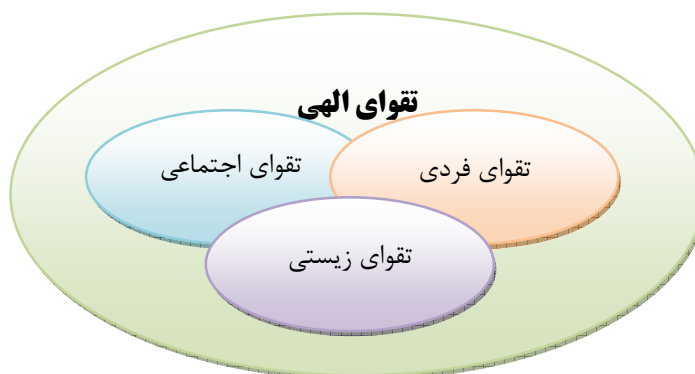 تقوای الهی
تقوای فردی
تقوای اجتماعی
تقوای زیستی